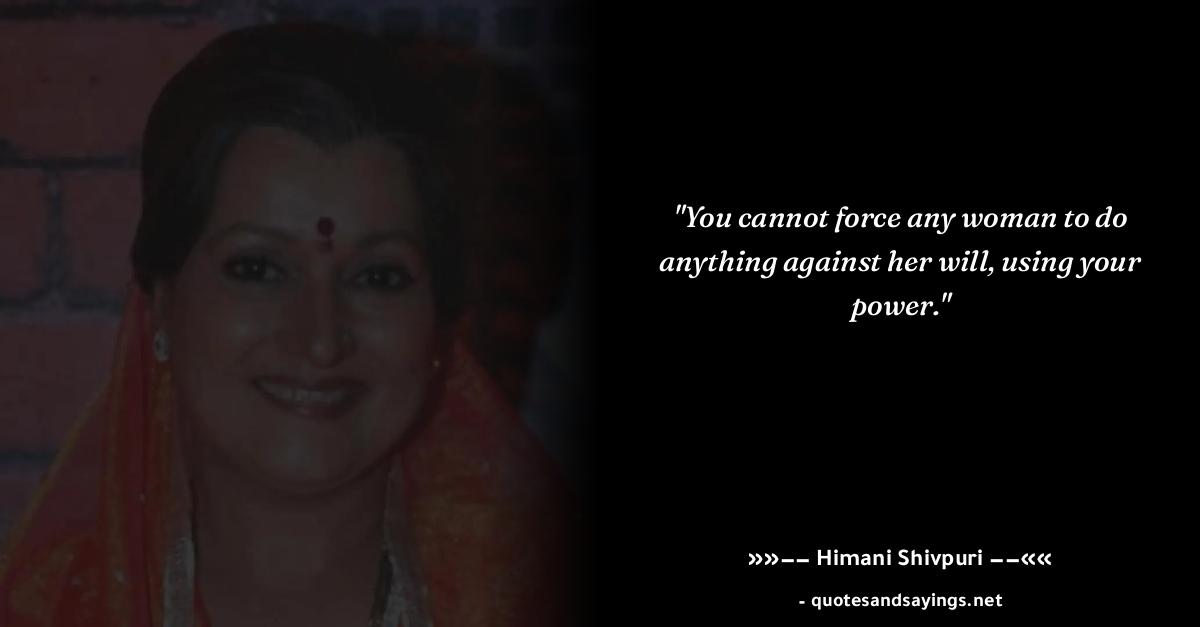 "You cannot force any woman to do
anything against her will, using your
power."
»»−− Himani Shivpuri −−««
- quotesandsayings.net